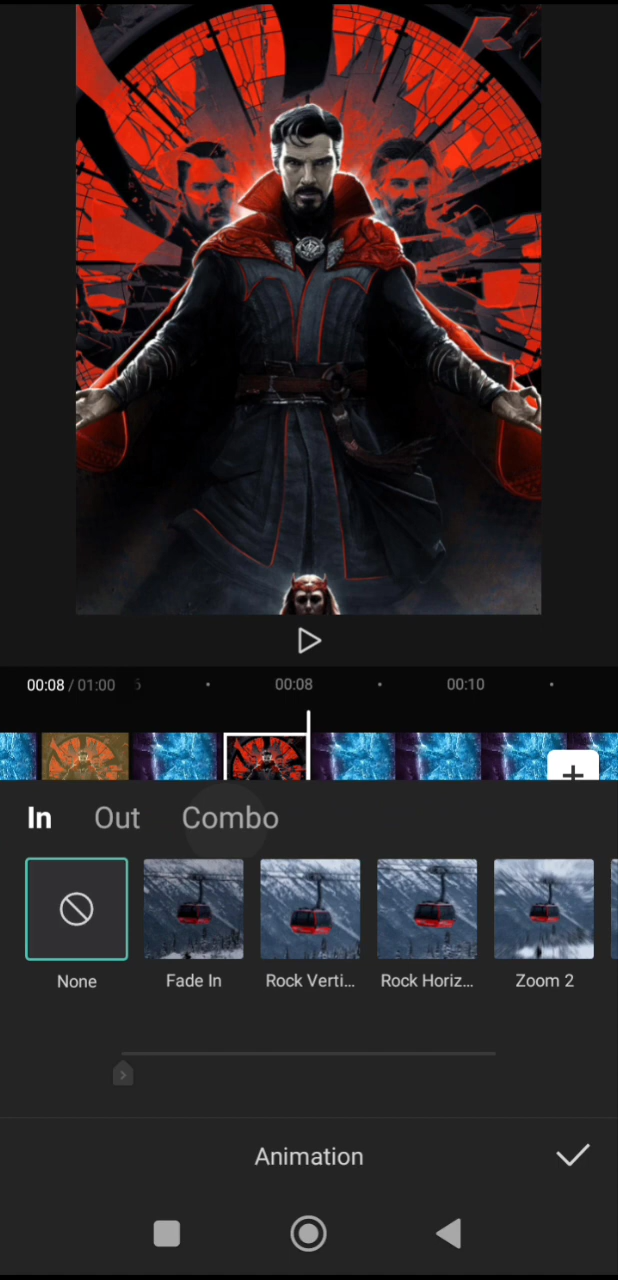 00:08 / 01:00
00:08
00:10
+
In Out Combo
None Fade In Rock Verti... Rock Horiz... Zoom 2
Animation